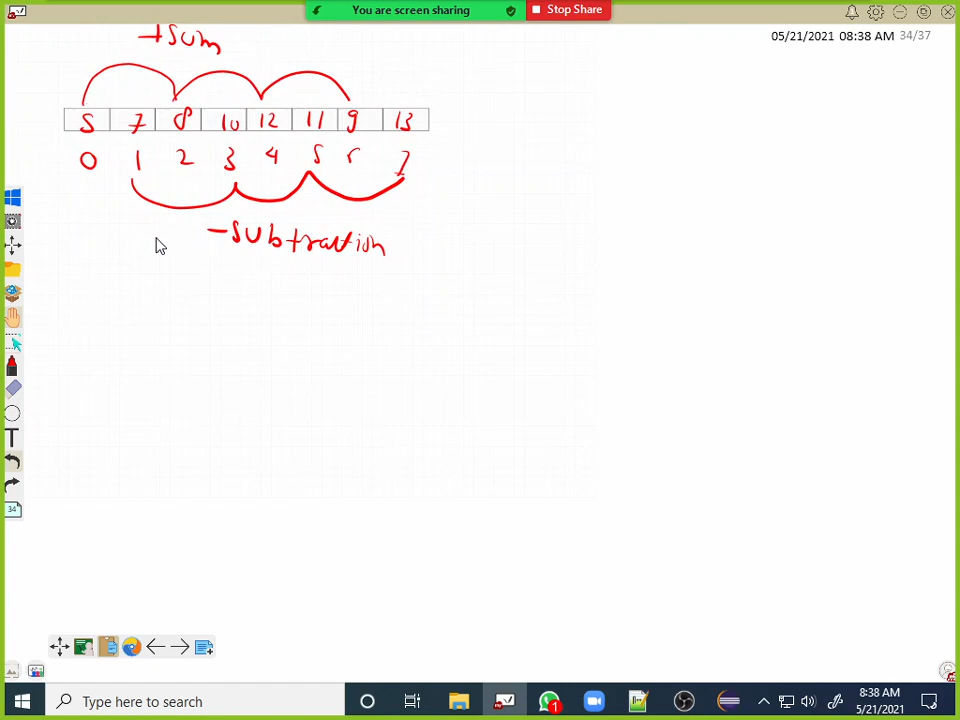 You are screen sharing Stop Share
05/21/2021 08:38 AM 34/37
+sum
5 7 8 10 12 11 9 13
0 1 2 3 4 5 6 7
-subtraction
T
34
Type here to search
1
8:38 AM
5/21/2021